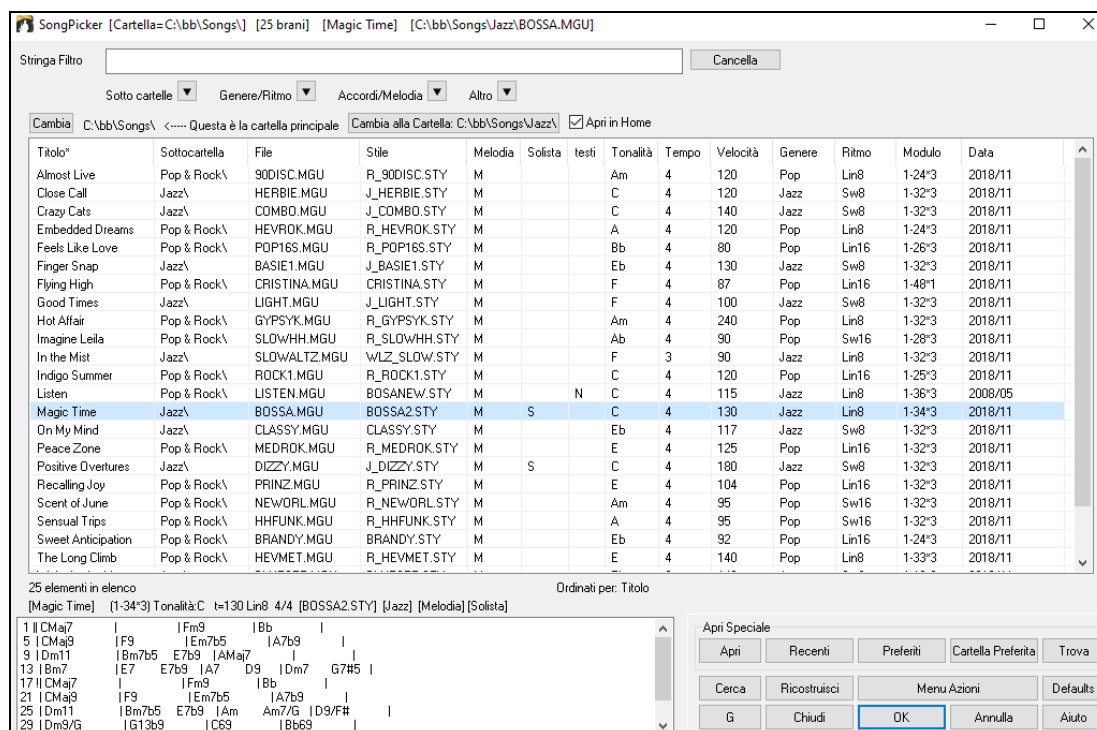 SongPicker [Cartella=C:\bb\Songs\] [25 brani] [Magic Time] [C:\bb\Songs\Jazz\BOSSA.MGU]
Stringa Filtro Cancella
Sotto cartelle Genere/Ritmo Accordi/Melodia Altro
Cambia C:\bb\Songs\ <----- Questa è la cartella principale Cambia alla Cartella: C:\bb\Songs\Jazz\ Apri in Home
Titolo* Sottocartella File Stile Melodia Solista testi Tonalità Tempo Velocità Genere Ritmo Modulo Data
Almost Live Pop & Rock\ 90DISC.MGU R_90DISC.STY M Am 4 120 Pop Lin8 1-24*3 2018/11
Close Call Jazz\ HERBIE.MGU J_HERBIE.STY M C 4 120 Jazz Sw8 1-32*3 2018/11
Crazy Cats Jazz\ COMBO.MGU J_COMBO.STY M C 4 140 Jazz Sw8 1-32*3 2018/11
Embedded Dreams Pop & Rock\ HEVROK.MGU R_HEVROK.STY M A 4 120 Pop Lin8 1-24*3 2018/11
Feels Like Love Pop & Rock\ POP16S.MGU R_POP16S.STY M Bb 4 80 Pop Lin16 1-26*3 2018/11
Finger Snap Jazz\ BASIE1.MGU J_BASIE1.STY M Eb 4 130 Jazz Sw8 1-32*3 2018/11
Flying High Pop & Rock\ CRISTINA.MGU CRISTINA.STY M F 4 87 Pop Lin16 1-48*1 2018/11
Good Times Jazz\ LIGHT.MGU J_LIGHT.STY M F 4 100 Jazz Sw8 1-32*3 2018/11
Hot Affair Pop & Rock\ GYPSYK.MGU R_GYPSYK.STY M Am 4 240 Pop Lin8 1-32*3 2018/11
Imagine Leila Pop & Rock\ SLOWHH.MGU R_SLOWHH.STY M Ab 4 90 Pop Sw16 1-28*3 2018/11
In the Mist Jazz\ SLOWALTZ.MGU WLZ_SLOW.STY M F 3 90 Jazz Lin8 1-32*3 2018/11
Indigo Summer Pop & Rock\ ROCK1.MGU R_ROCK1.STY M C 4 120 Pop Lin16 1-25*3 2018/11
Listen Pop & Rock\ LISTEN.MGU BOSANEW.STY M N C 4 115 Jazz Lin8 1-36*3 2008/05
Magic Time Jazz\ BOSSA.MGU BOSSA2.STY M S C 4 130 Jazz Lin8 1-34*3 2018/11
On My Mind Jazz\ CLASSY.MGU CLASSY.STY M Eb 4 117 Jazz Sw8 1-32*3 2018/11
Peace Zone Pop & Rock\ MEDROK.MGU R_MEDROK.STY M E 4 125 Pop Lin16 1-32*3 2018/11
Positive Overtures Jazz\ DIZZY.MGU J_DIZZY.STY M S C 4 180 Jazz Sw8 1-32*3 2018/11
Recalling Joy Pop & Rock\ PRINZ.MGU R_PRINZ.STY M E 4 104 Pop Lin16 1-32*3 2018/11
Scent of June Pop & Rock\ NEWORL.MGU R_NEWORL.STY M Am 4 95 Pop Sw16 1-32*3 2018/11
Sensual Trips Pop & Rock\ HHFUNK.MGU R_HHFUNK.STY M A 4 95 Pop Sw16 1-32*3 2018/11
Sweet Anticipation Pop & Rock\ BRANDY.MGU BRANDY.STY M Eb 4 92 Pop Lin16 1-24*3 2018/11
The Long Climb Pop & Rock\ HEVMET.MGU R_HEVMET.STY M E 4 140 Pop Lin8 1-33*3 2018/11
25 elementi in elenco Ordinati per: Titolo
[Magic Time] (1-34*3) Tonalità:C t=130 Lin8 4/4 [BOSSA2.STY] [Jazz] [Melodia] [Solista]
1 || CMaj7 | | Fm9 | Bb |
5 | CMaj9 | F9 | Em7b5 | A7b9 |
9 | Dm11 | Bm7b5 E7b9 | AMaj7 | |
13 | Bm7 | E7 E7b9 | A7 D9 | Dm7 G7#5 |
17 !| CMaj7 | | Fm9 | Bb |
21 | CMaj9 | F9 | Em7b5 | A7b9 |
25 | Dm11 | Bm7b5 E7b9 | Am Am7/G | D9/F# |
29 | Dm9/G | G13b9 | C69 | Bb69 |
Apri Speciale
Apri Recenti Preferiti Cartella Preferita Trova
Cerca Ricostruisci Menu Azioni Defaults
G Chiudi OK Annulla Aiuto